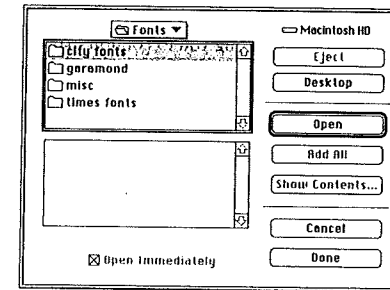 Fonts
Macintosh HD
city fonts
garamond
misc
times fonts
Eject
Desktop
Open
Add All
Show Contents...
Cancel
Done
Open Immediately